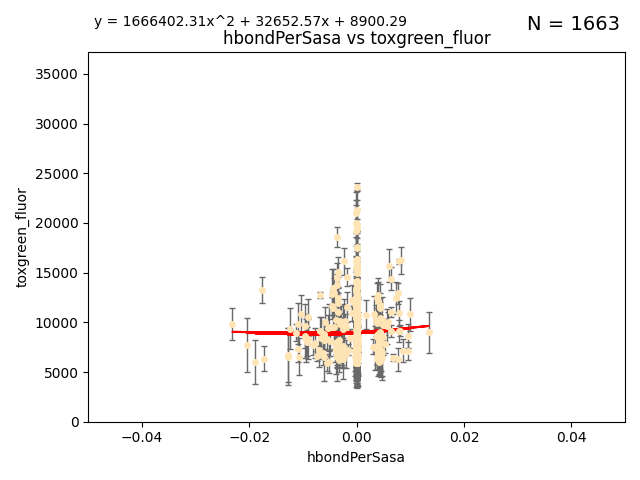 y = 1666402.31x^2 + 32652.57x + 8900.29
N = 1663
hbondPerSasa vs toxgreen_fluor
35000
30000
25000
20000
15000
10000
5000
0
toxgreen_fluor
−0.04
−0.02
0.00
0.02
0.04
hbondPerSasa